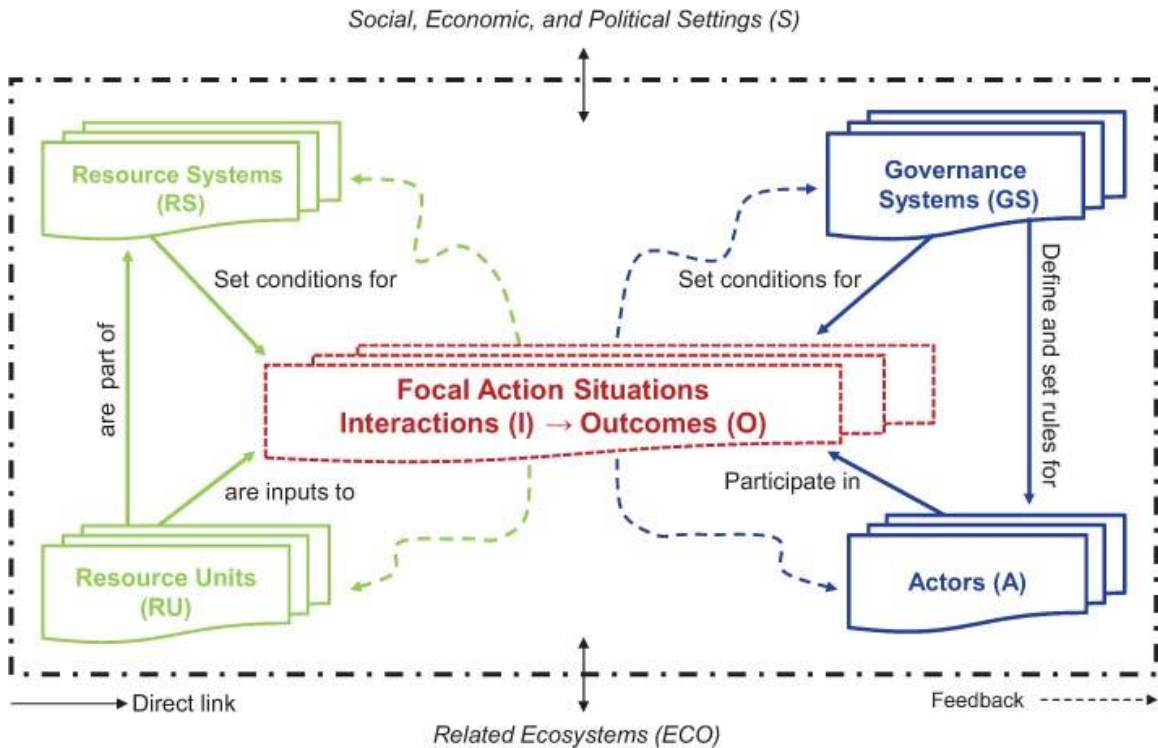 Social, Economic, and Political Settings (S)
Resource Systems
(RS)
Governance
Systems (GS)
Set conditions for
Set conditions for
are part of
Define and set rules for
Focal Action Situations
Interactions (I) → Outcomes (O)
are inputs to
Participate in
Resource Units
(RU)
Actors (A)
Direct link
Feedback
Related Ecosystems (ECO)